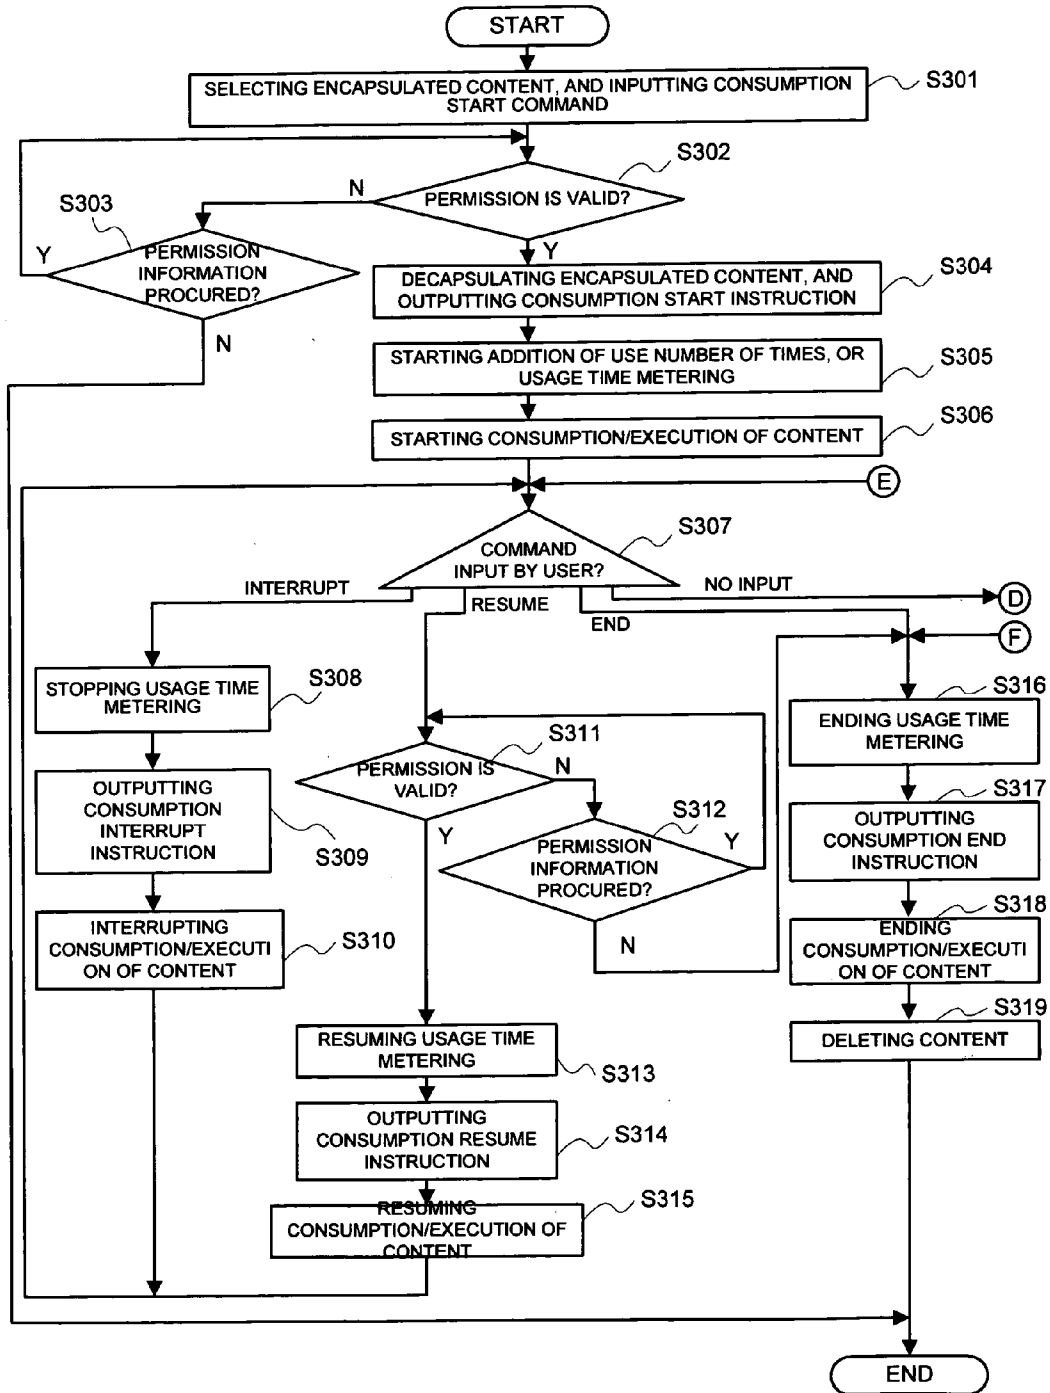 START
SELECTING ENCAPSULATED CONTENT, AND INPUTTING CONSUMPTION
START COMMAND
S301
S302
PERMISSION IS VALID?
N
Y
S303
PERMISSION
INFORMATION
PROCURED?
Y
N
DECAPSULATING ENCAPSULATED CONTENT, AND
OUTPUTTING CONSUMPTION START INSTRUCTION
S304
STARTING ADDITION OF USE NUMBER OF TIMES, OR
USAGE TIME METERING
S305
STARTING CONSUMPTION/EXECUTION OF CONTENT
S306
E
S307
COMMAND
INPUT BY USER?
INTERRUPT
RESUME
END
NO INPUT
D
F
STOPPING USAGE TIME
METERING
S308
OUTPUTTING
CONSUMPTION
INTERRUPT
INSTRUCTION
S309
INTERRUPTING
CONSUMPTION/EXECUTI
ON OF CONTENT
S310
S311
PERMISSION IS
VALID?
N
Y
S312
PERMISSION
INFORMATION
PROCURED?
Y
N
RESUMING USAGE TIME
METERING
S313
OUTPUTTING
CONSUMPTION RESUME
INSTRUCTION
S314
RESUMING
CONSUMPTION/EXECUTION OF
CONTENT
S315
S316
ENDING USAGE TIME
METERING
S317
OUTPUTTING
CONSUMPTION END
INSTRUCTION
S318
ENDING
CONSUMPTION/EXECUTI
ON OF CONTENT
S319
DELETING CONTENT
END